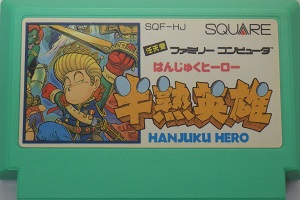 SQF-HJ
SQUARE
任天堂 ファミリー コンピュータ
はんじゅくヒーロー
半熟英雄
HANJUKU HERO